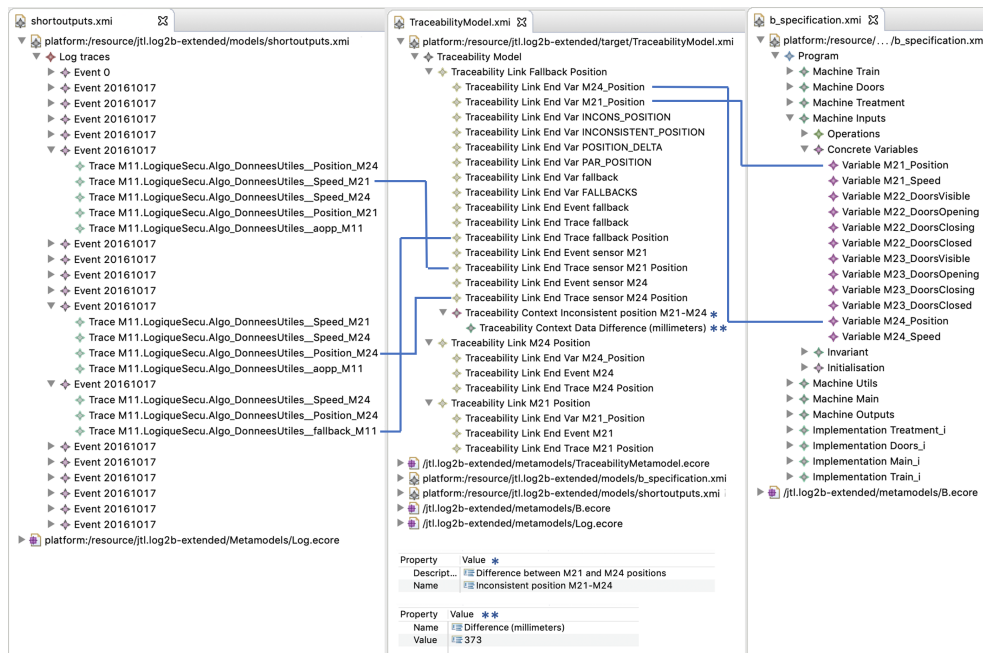 shortoutputs.xmi
platform:/resource/jtl.log2b-extended/models/shortoutputs.xmi
Log traces
Event 0
Event 20161017
Event 20161017
Event 20161017
Event 20161017
Event 20161017
Trace M11.LogiqueSecu.Algo_DonneesUtiles__Position_M24
Trace M11.LogiqueSecu.Algo_DonneesUtiles__Speed_M21
Trace M11.LogiqueSecu.Algo_DonneesUtiles__Speed_M24
Trace M11.LogiqueSecu.Algo_DonneesUtiles__Position_M21
Trace M11.LogiqueSecu.Algo_DonneesUtiles__aopp_M11
Event 20161017
Event 20161017
Event 20161017
Event 20161017
Event 20161017
Trace M11.LogiqueSecu.Algo_DonneesUtiles__Speed_M21
Trace M11.LogiqueSecu.Algo_DonneesUtiles__Speed_M24
Trace M11.LogiqueSecu.Algo_DonneesUtiles__Position_M24
Trace M11.LogiqueSecu.Algo_DonneesUtiles__aopp_M11
Event 20161017
Trace M11.LogiqueSecu.Algo_DonneesUtiles__Speed_M24
Trace M11.LogiqueSecu.Algo_DonneesUtiles__Position_M24
Trace M11.LogiqueSecu.Algo_DonneesUtiles__fallback_M11
Event 20161017
Event 20161017
Event 20161017
Event 20161017
Event 20161017
Event 20161017
platform:/resource/jtl.log2b-extended/Metamodels/Log.ecore
TraceabilityModel.xmi
platform:/resource/jtl.log2b-extended/target/TraceabilityModel.xmi
Traceability Model
Traceability Link Fallback Position
Traceability Link End Var M24_Position
Traceability Link End Var M21_Position
Traceability Link End Var INCONS_POSITION
Traceability Link End Var INCONSISTENT_POSITION
Traceability Link End Var POSITION_DELTA
Traceability Link End Var PAR_POSITION
Traceability Link End Var fallback
Traceability Link End Var FALLBACKS
Traceability Link End Event fallback
Traceability Link End Trace fallback
Traceability Link End Trace fallback Position
Traceability Link End Event sensor M21
Traceability Link End Trace sensor M21 Position
Traceability Link End Event sensor M24
Traceability Link End Trace sensor M24 Position
Traceability Context Inconsistent position M21-M24 *
Traceability Context Data Difference (millimeters) **
Traceability Link M24 Position
Traceability Link End Var M24_Position
Traceability Link End Event M24
Traceability Link End Trace M24 Position
Traceability Link M21 Position
Traceability Link End Var M21_Position
Traceability Link End Event M21
Traceability Link End Trace M21 Position
/jtl.log2b-extended/metamodels/TraceabilityMetamodel.ecore
platform:/resource/jtl.log2b-extended/models/b_specification.xmi
platform:/resource/jtl.log2b-extended/models/shortoutputs.xmi
/jtl.log2b-extended/metamodels/B.ecore
/jtl.log2b-extended/metamodels/Log.ecore
Property Value *
Descript... Difference between M21 and M24 positions
Name Inconsistent position M21-M24
Property Value **
Name Difference (millimeters)
Value 373
b_specification.xmi
platform:/resource/.../b_specification.xm
Program
Machine Train
Machine Doors
Machine Treatment
Machine Inputs
Operations
Concrete Variables
Variable M21_Position
Variable M21_Speed
Variable M22_DoorsVisible
Variable M22_DoorsOpening
Variable M22_DoorsClosing
Variable M22_DoorsClosed
Variable M23_DoorsVisible
Variable M23_DoorsOpening
Variable M23_DoorsClosing
Variable M23_DoorsClosed
Variable M24_Position
Variable M24_Speed
Invariant
Initialisation
Machine Utils
Machine Main
Machine Outputs
Implementation Treatment_i
Implementation Doors_i
Implementation Main_i
Implementation Train_i
/jtl.log2b-extended/metamodels/B.ecore